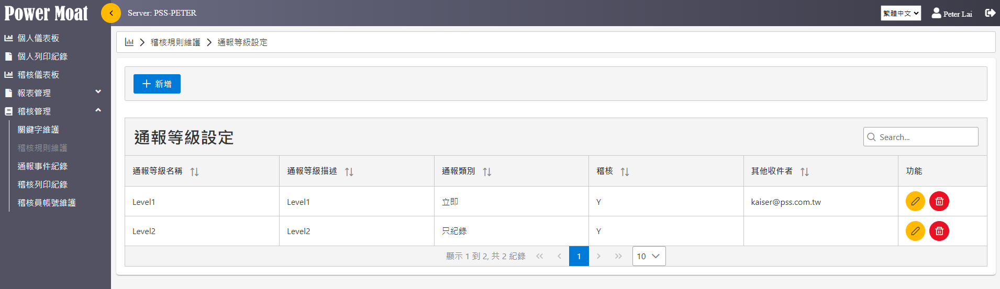 Power Moat
Server: PSS-PETER
繁體中文
Peter Lai
個人儀表板
個人列印紀錄
稽核儀表板
報表管理
稽核管理
關鍵字維護
稽核規則維護
通報事件紀錄
稽核列印紀錄
稽核員帳號維護
稽核規則維護 通報等級設定
新增
通報等級設定
Search...
通報等級名稱 通報等級描述 通報類別 稽核 其他收件者 功能
Level1 Level1 立即 Y kaiser@pss.com.tw
Level2 Level2 只紀錄 Y
顯示 1 到 2, 共 2 紀錄 1 10